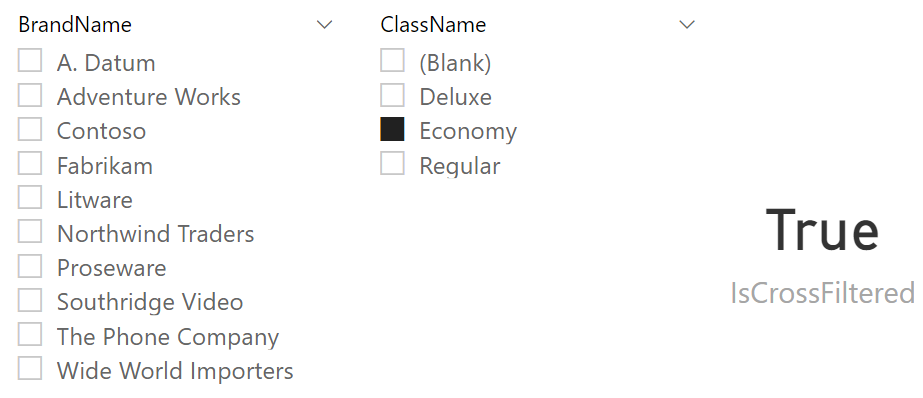 BrandName
A. Datum
Adventure Works
Contoso
Fabrikam
Litware
Northwind Traders
Proseware
Southridge Video
The Phone Company
Wide World Importers
ClassName
(Blank)
Deluxe
Economy
Regular
True
IsCrossFiltered